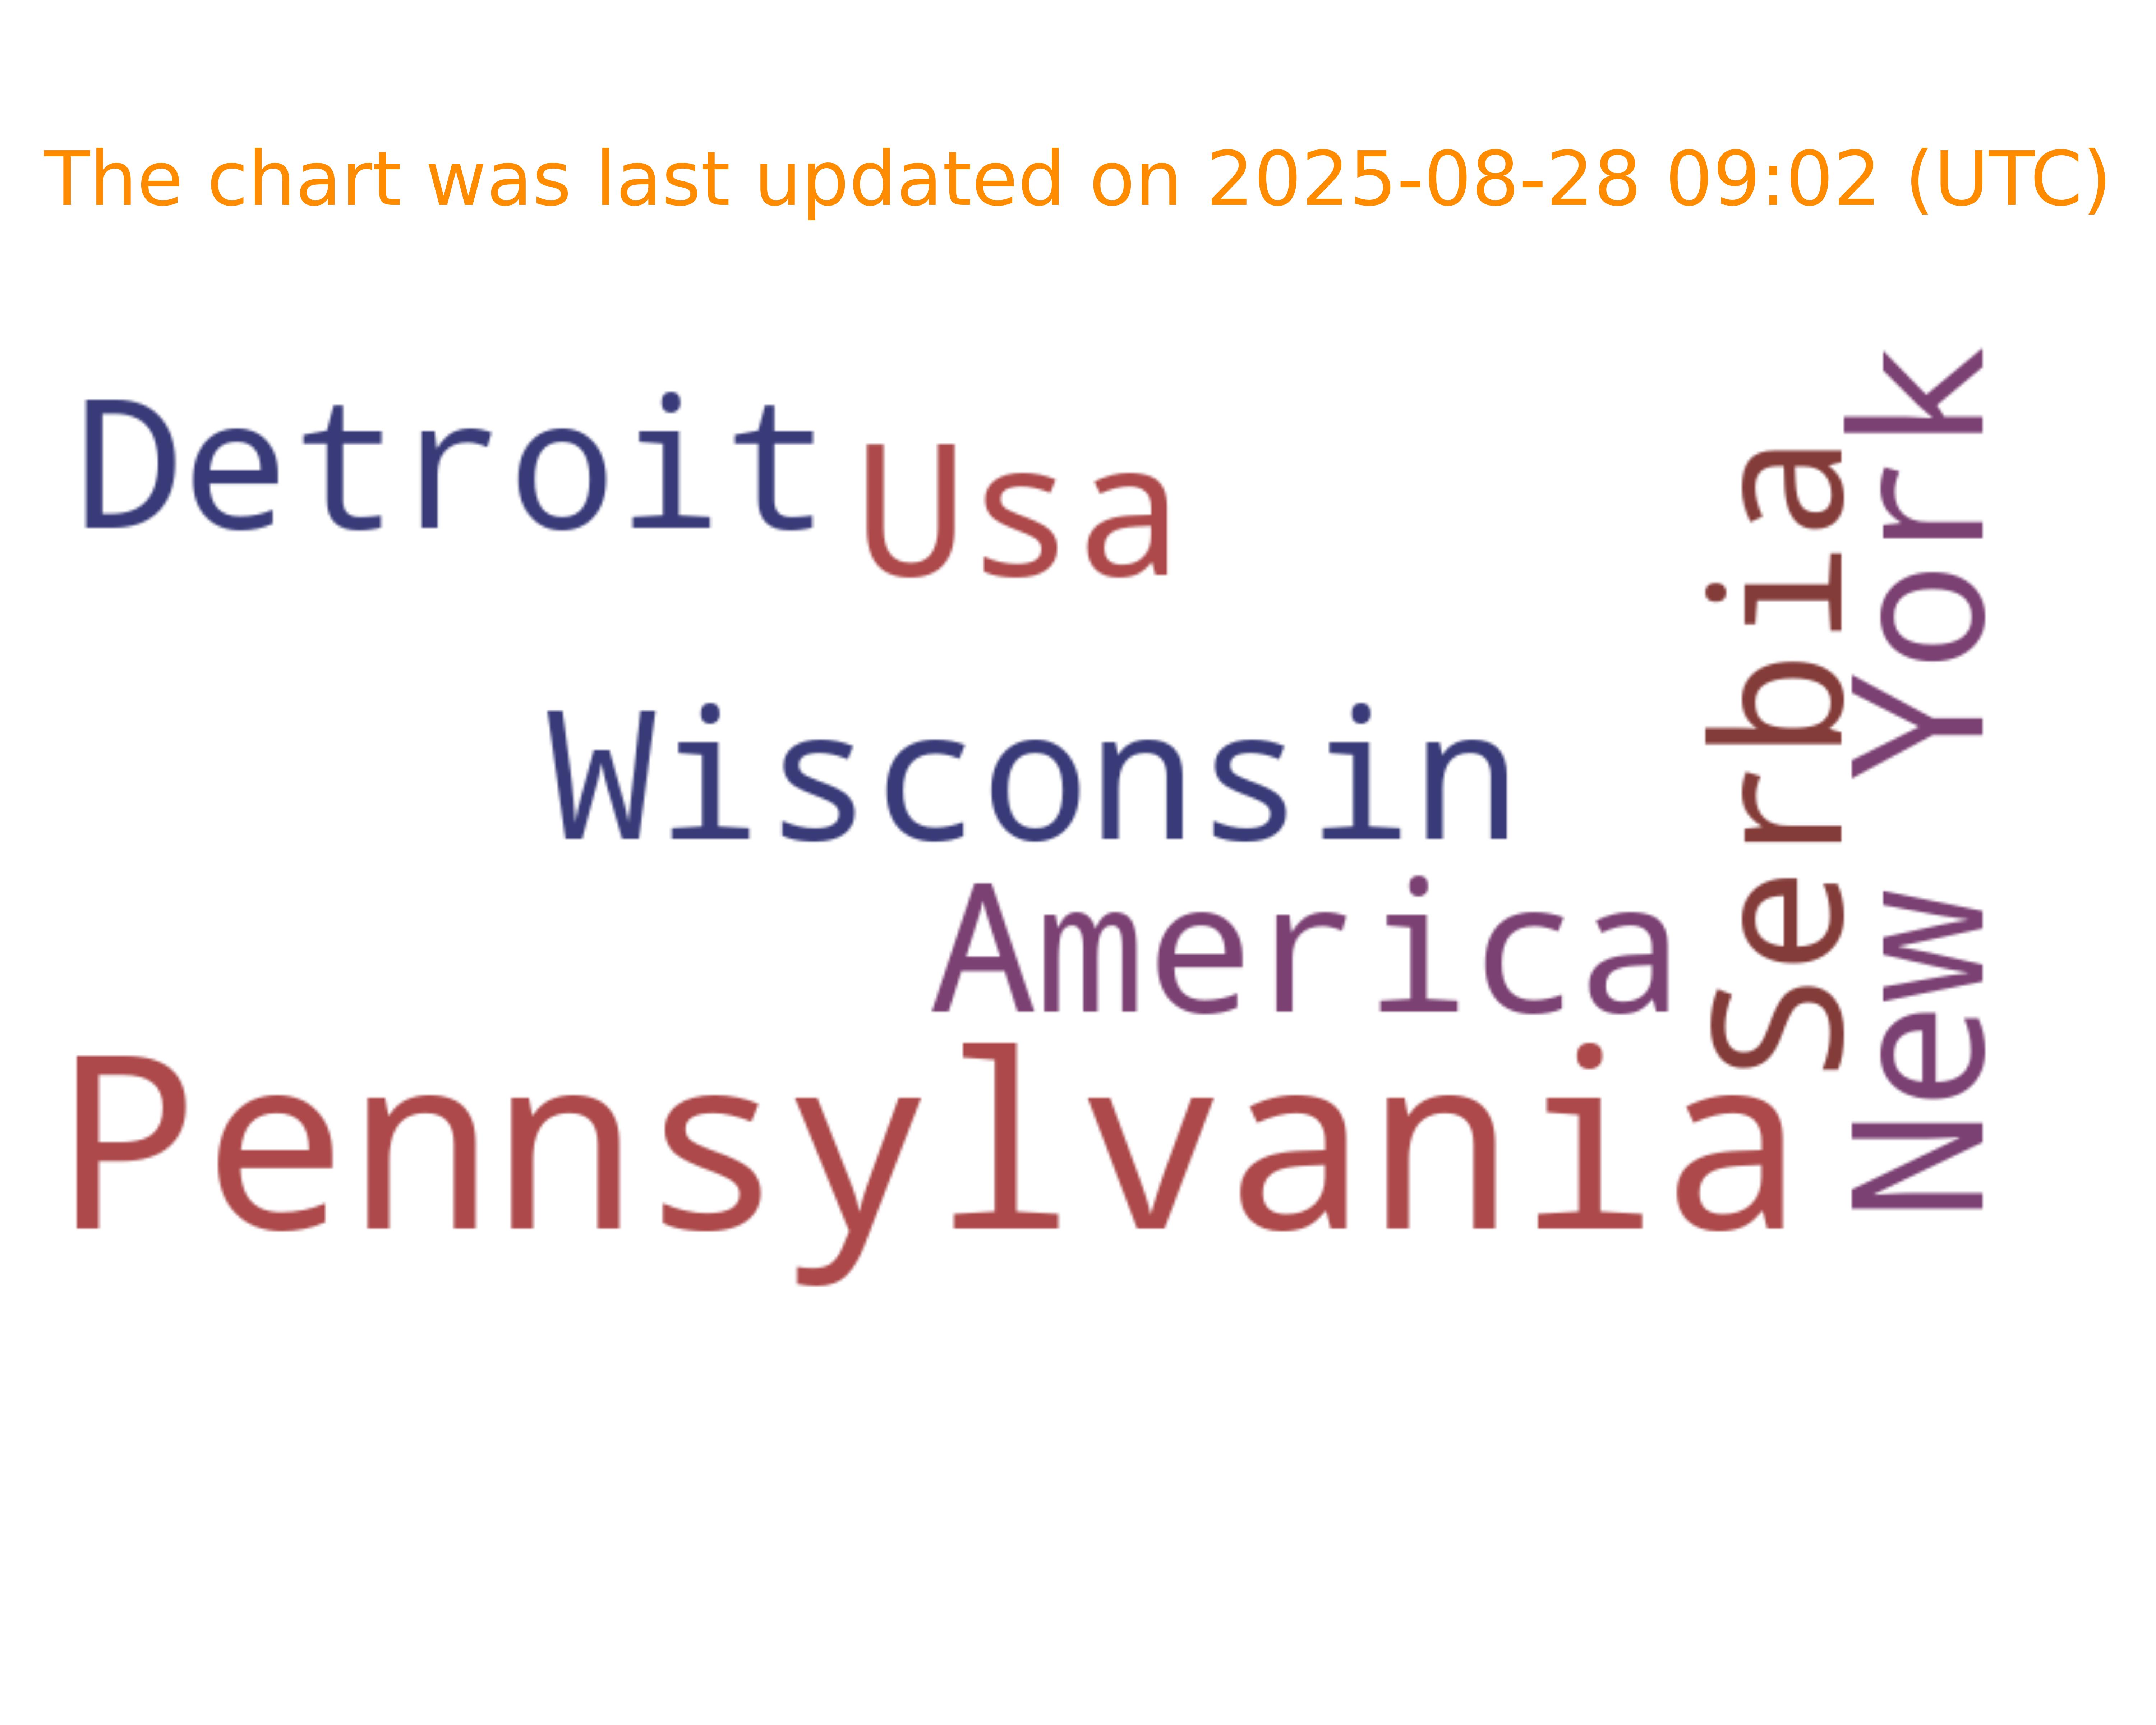 The chart was last updated on 2025-08-28 09:02 (UTC)
Detroit
Usa
Wisconsin
America
Pennsylvania
Serbia
New York